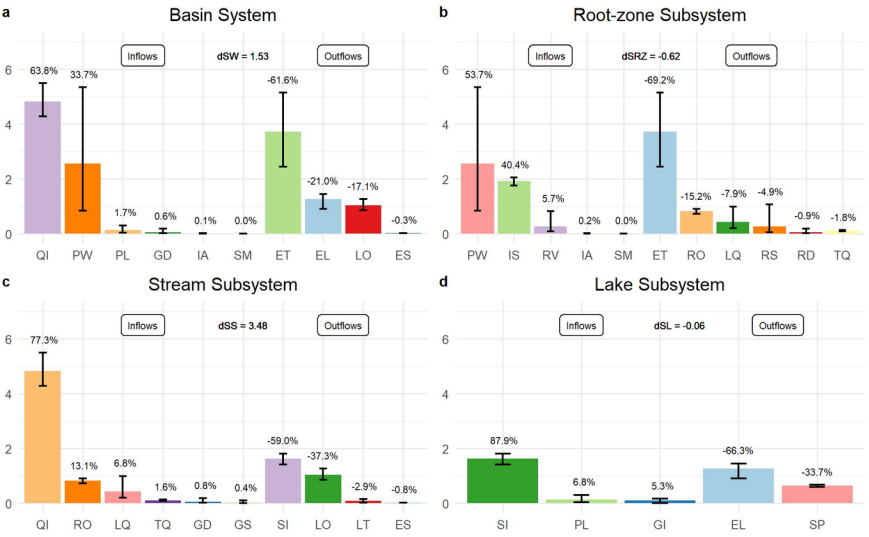 a Basin System
Inflows dSW = 1.53 Outflows
63.8% 33.7% 1.7% 0.6% 0.1% 0.0% -61.6% -21.0% -17.1% -0.3%
6
4
2
0
QI PW PL GD IA SM ET EL LO ES
b Root-zone Subsystem
Inflows dSRZ = -0.62 Outflows
53.7% 40.4% 5.7% 0.2% 0.0% -69.2% -15.2% -7.9% -4.9% -0.9% -1.8%
6
4
2
0
PW IS RV IA SM ET RO LQ RS RD TQ
c Stream Subsystem
Inflows dSS = 3.48 Outflows
77.3% 13.1% 6.8% 1.6% 0.8% 0.4% -59.0% -37.3% -2.9% -0.8%
6
4
2
0
QI RO LQ TQ GD GS SI LO LT ES
d Lake Subsystem
Inflows dSL = -0.06 Outflows
87.9% 6.8% 5.3% -66.3% -33.7%
6
4
2
0
SI PL GI EL SP